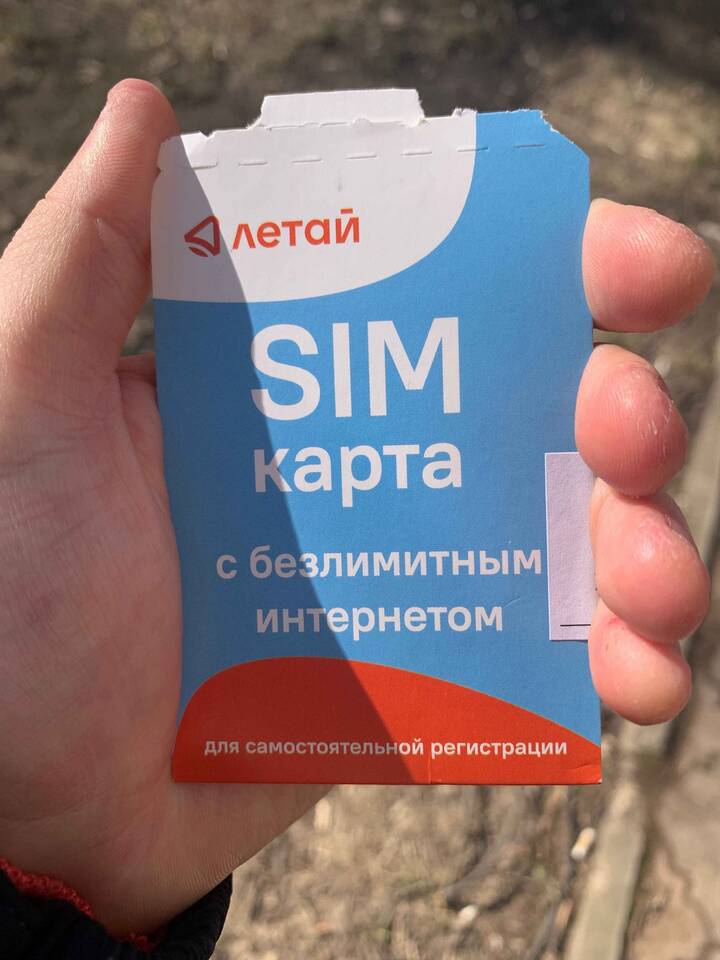 летай
SIM
карта
с безлимитным
интернетом
для самостоятельной регистрации